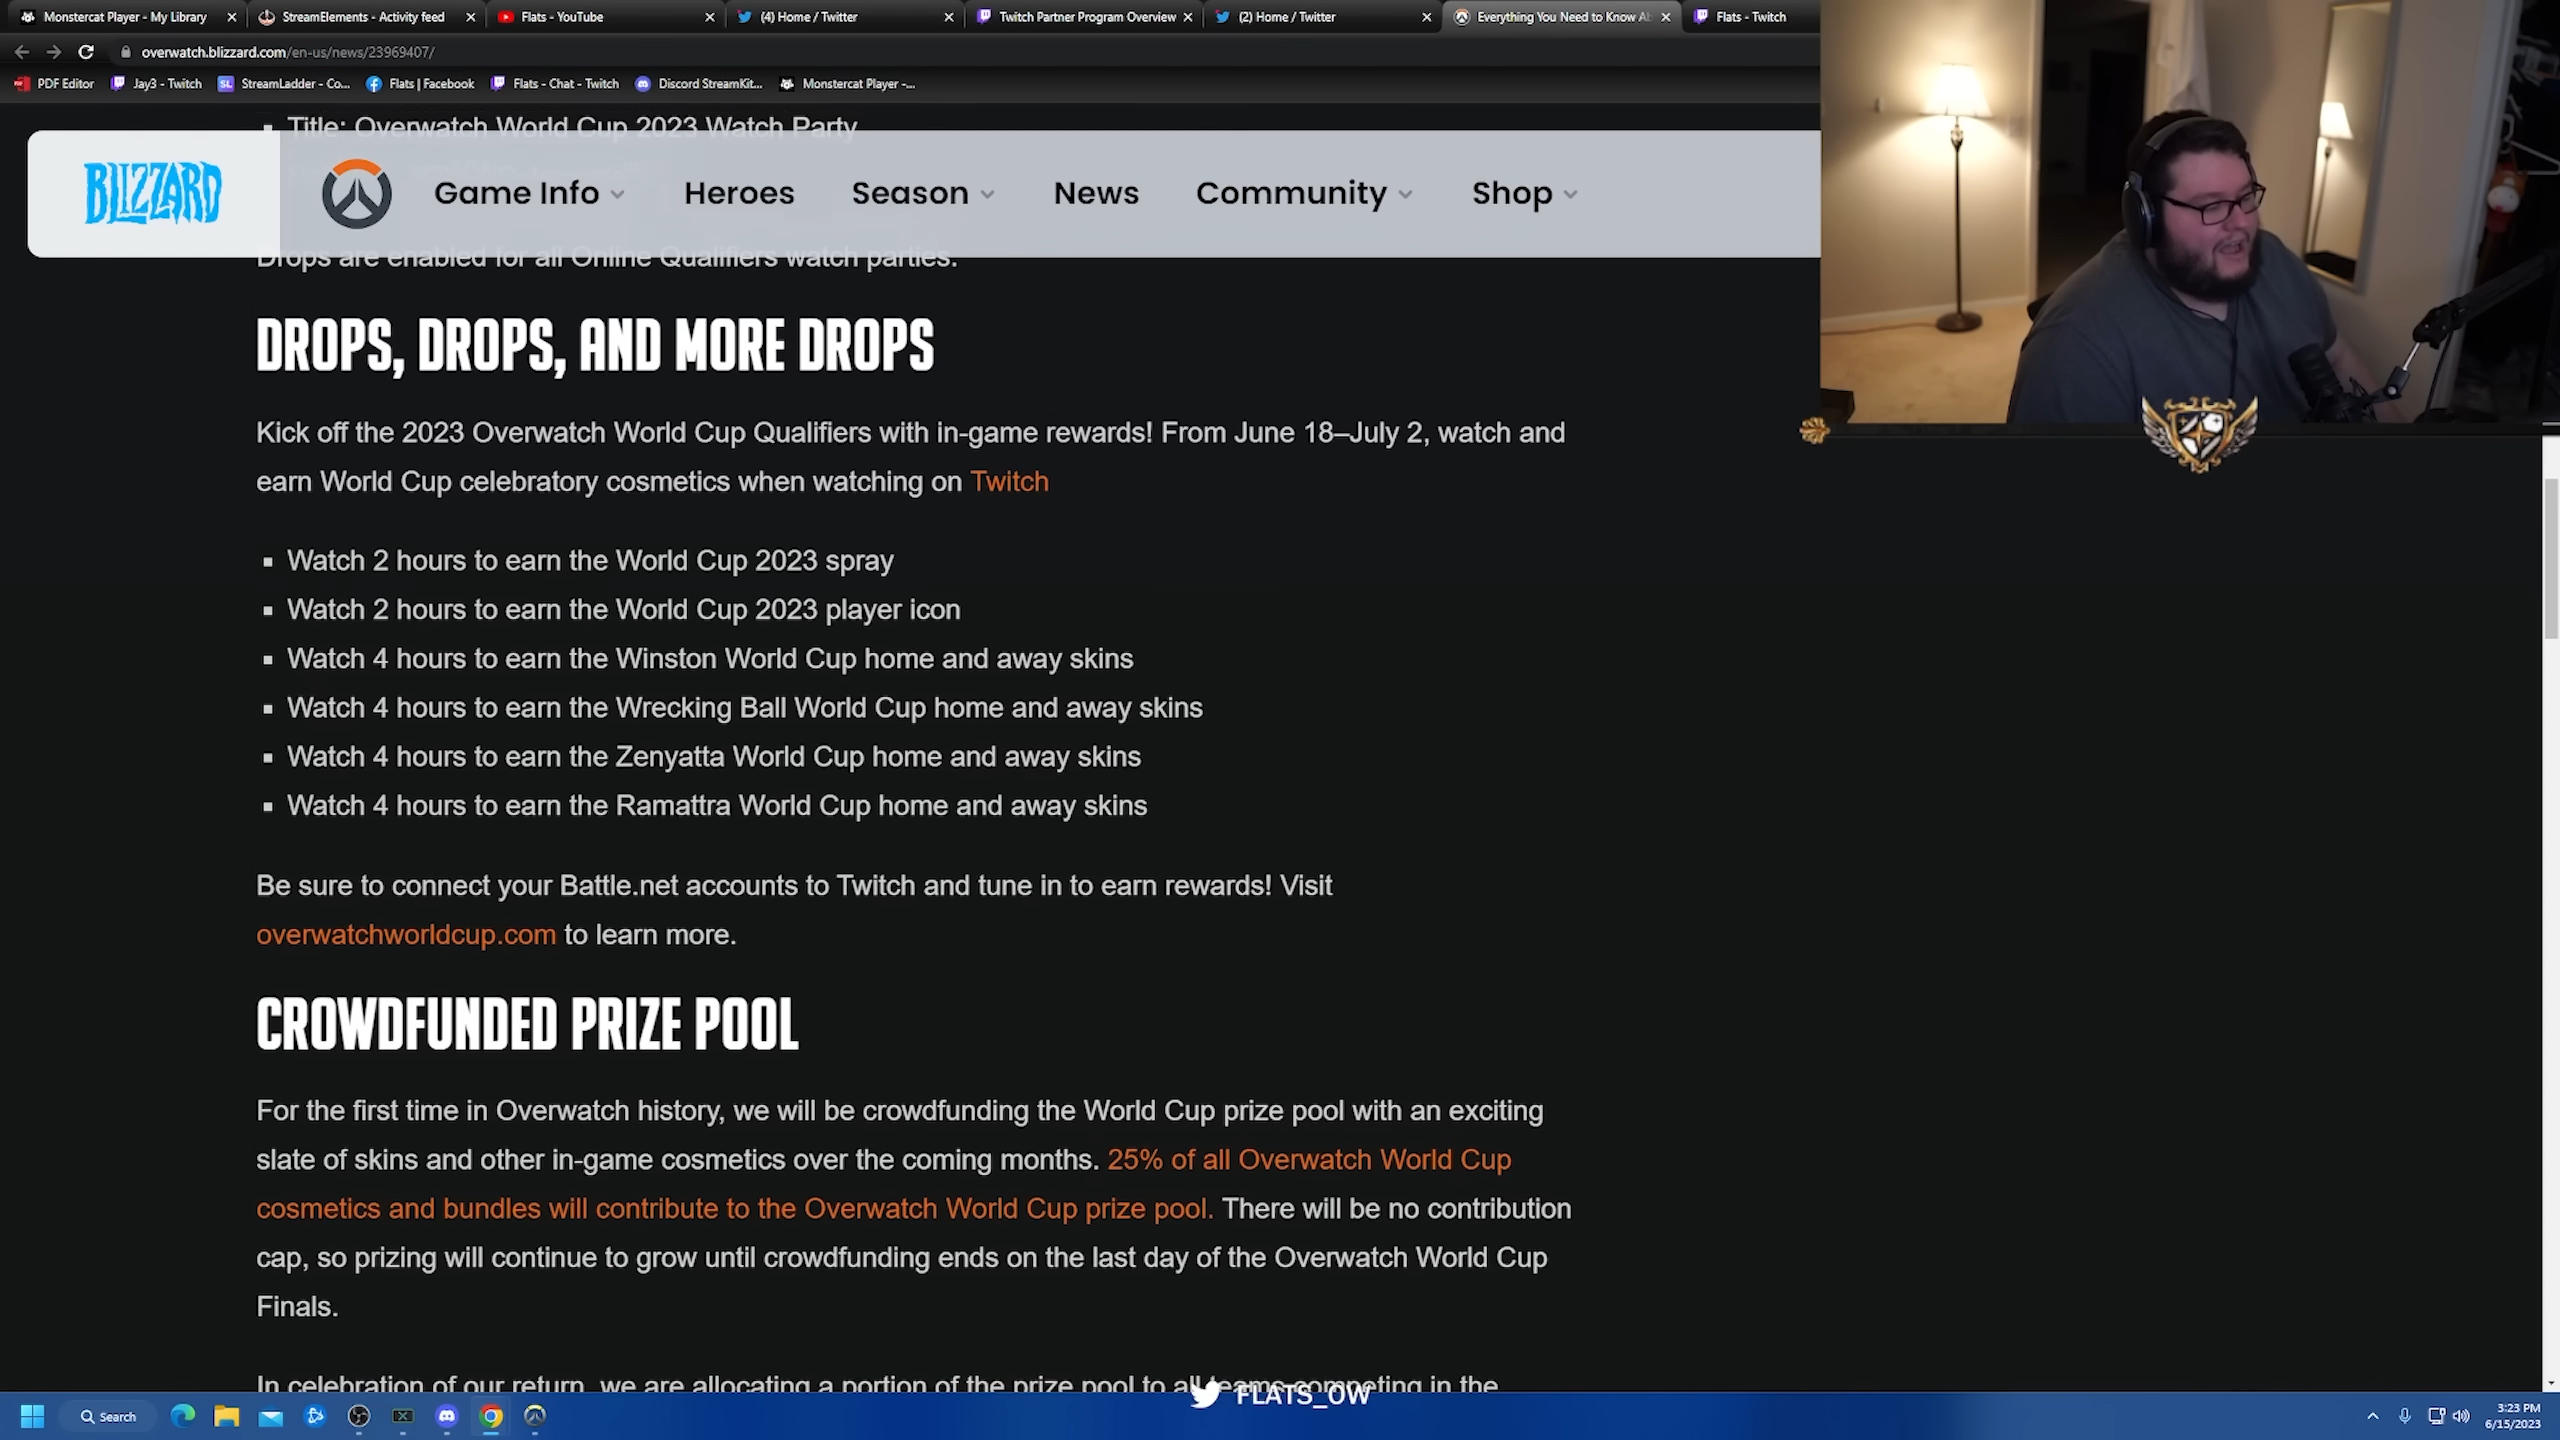 Monstercat Player - My Library
StreamElements - Activity feed
Flats - YouTube
(4) Home / Twitter
Twitch Partner Program Overview
(2) Home / Twitter
Everything You Need to Know Ab
Flats - Twitch
overwatch.blizzard.com/en-us/news/23969407/
PDF Editor
Jay3 - Twitch
SL
StreamLadder - Co...
Flats | Facebook
Flats - Chat - Twitch
Discord StreamKit...
Monstercat Player -...
Title: Overwatch World Cup 2023 Watch Party
BLIZZARD
Game Info
Heroes
Season
News
Community
Shop
Drops are enabled for all Online Qualifiers watch parties.
DROPS, DROPS, AND MORE DROPS
Kick off the 2023 Overwatch World Cup Qualifiers with in-game rewards! From June 18–July 2, watch and
earn World Cup celebratory cosmetics when watching on Twitch
Watch 2 hours to earn the World Cup 2023 spray
Watch 2 hours to earn the World Cup 2023 player icon
Watch 4 hours to earn the Winston World Cup home and away skins
Watch 4 hours to earn the Wrecking Ball World Cup home and away skins
Watch 4 hours to earn the Zenyatta World Cup home and away skins
Watch 4 hours to earn the Ramattra World Cup home and away skins
Be sure to connect your Battle.net accounts to Twitch and tune in to earn rewards! Visit
overwatchworldcup.com to learn more.
CROWDFUNDED PRIZE POOL
For the first time in Overwatch history, we will be crowdfunding the World Cup prize pool with an exciting
slate of skins and other in-game cosmetics over the coming months. 25% of all Overwatch World Cup
cosmetics and bundles will contribute to the Overwatch World Cup prize pool. There will be no contribution
cap, so prizing will continue to grow until crowdfunding ends on the last day of the Overwatch World Cup
Finals.
In celebration of our return, we are allocating a portion of the prize pool to all teams competing in the
FLATS_OW
Search
3:23 PM
6/15/2023